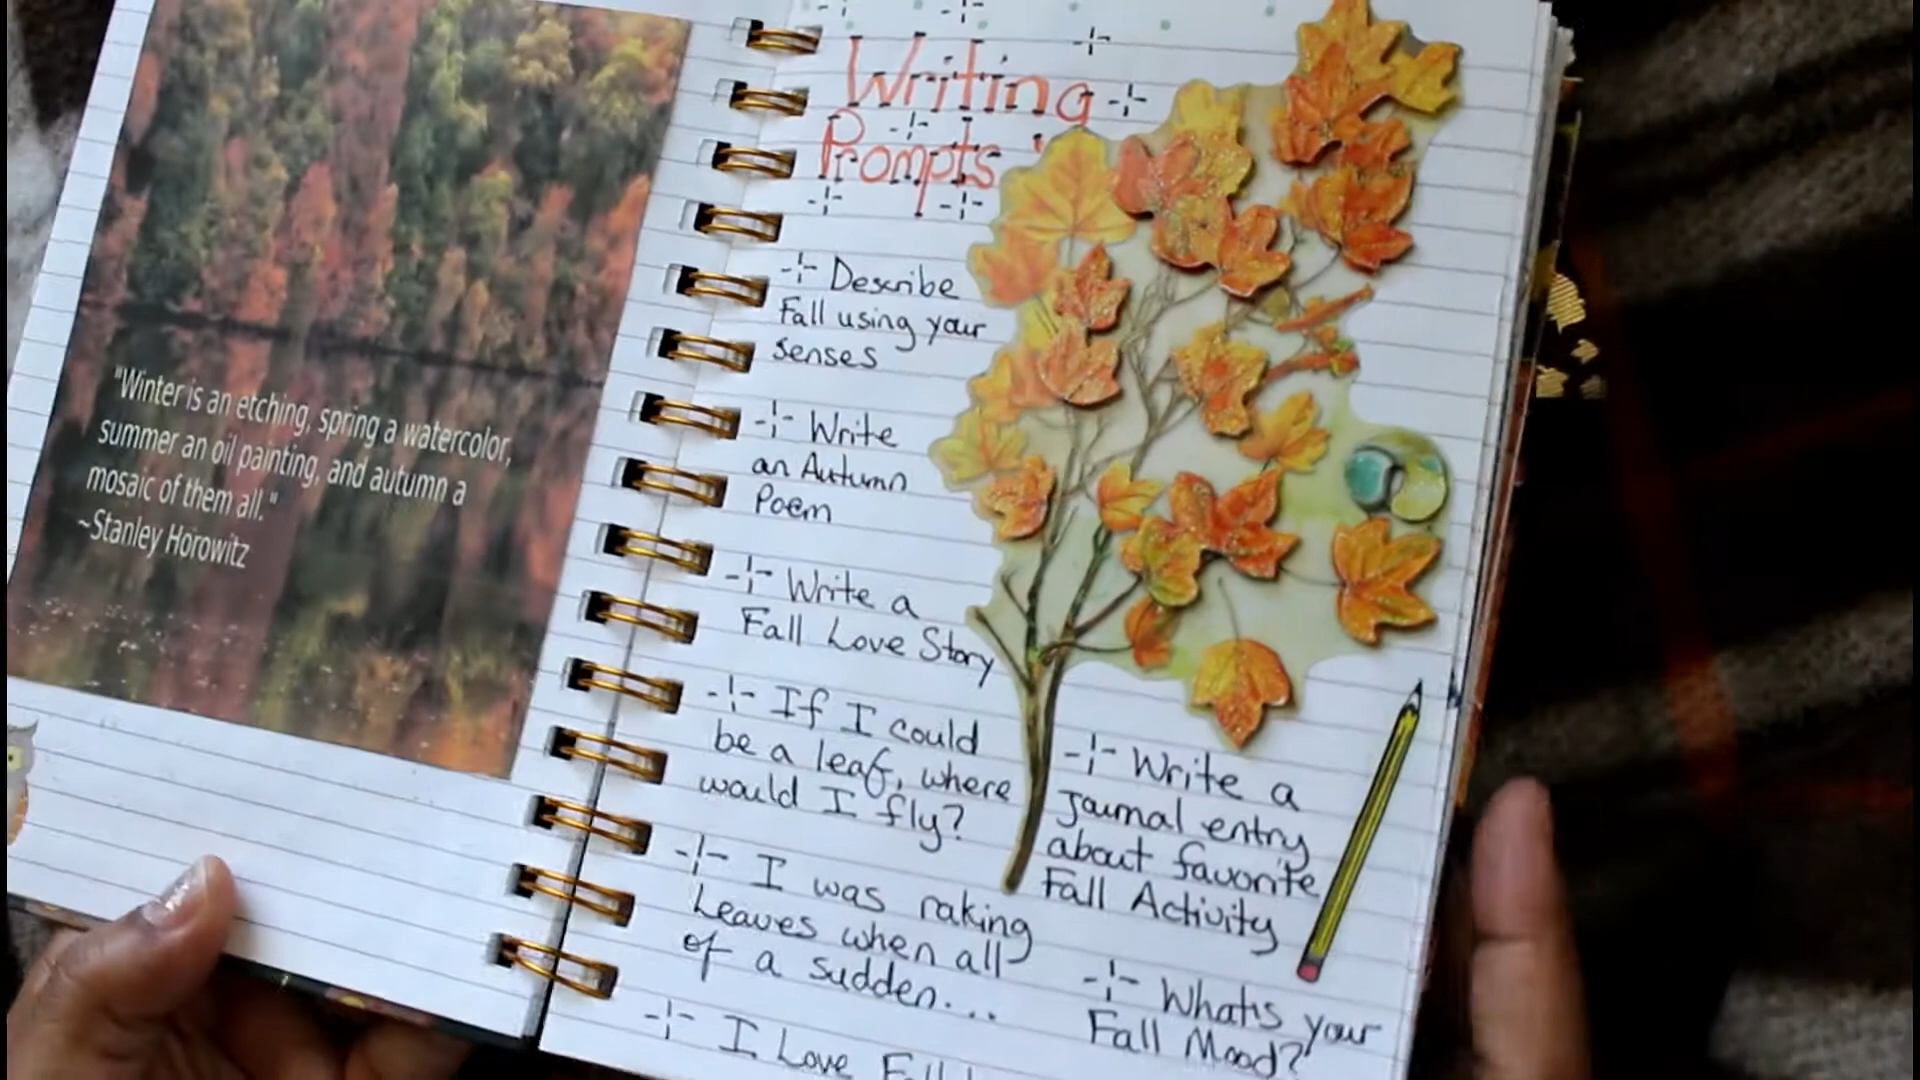 "Winter is an etching, spring a watercolor,
summer an oil painting, and autumn a
mosaic of them all."
~Stanley Horowitz
Writing
Prompts
Describe
Fall using your
senses
Write
an Autumn
Poem
Write a
Fall Love Story
If I could
be a leaf, where
would I fly?
I was raking
Leaves when all
of a sudden...
I Love Fall
Write a
Journal entry
about favorite
Fall Activity
What's your
Fall Mood?